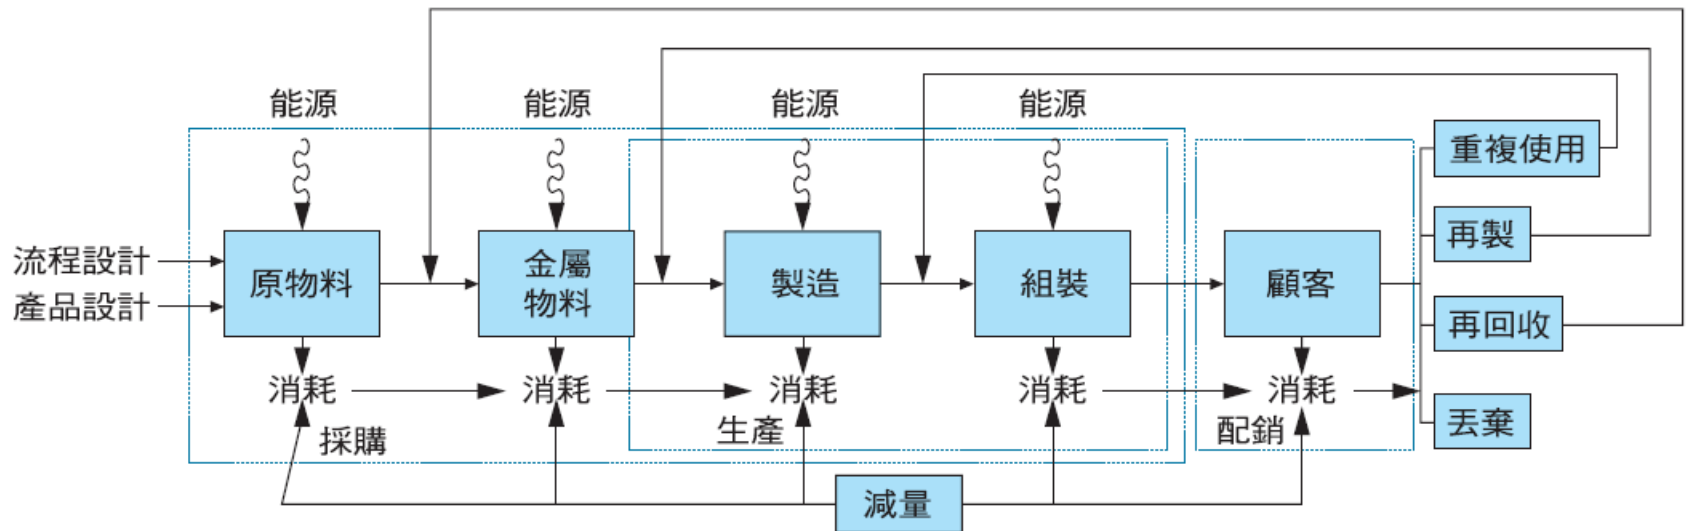 能源
能源
能源
能源
重複使用
再製
流程設計
產品設計
原物料
金屬
物料
製造
組裝
顧客
再回收
消耗
消耗
消耗
消耗
消耗
採購
生產
配銷
丟棄
減量